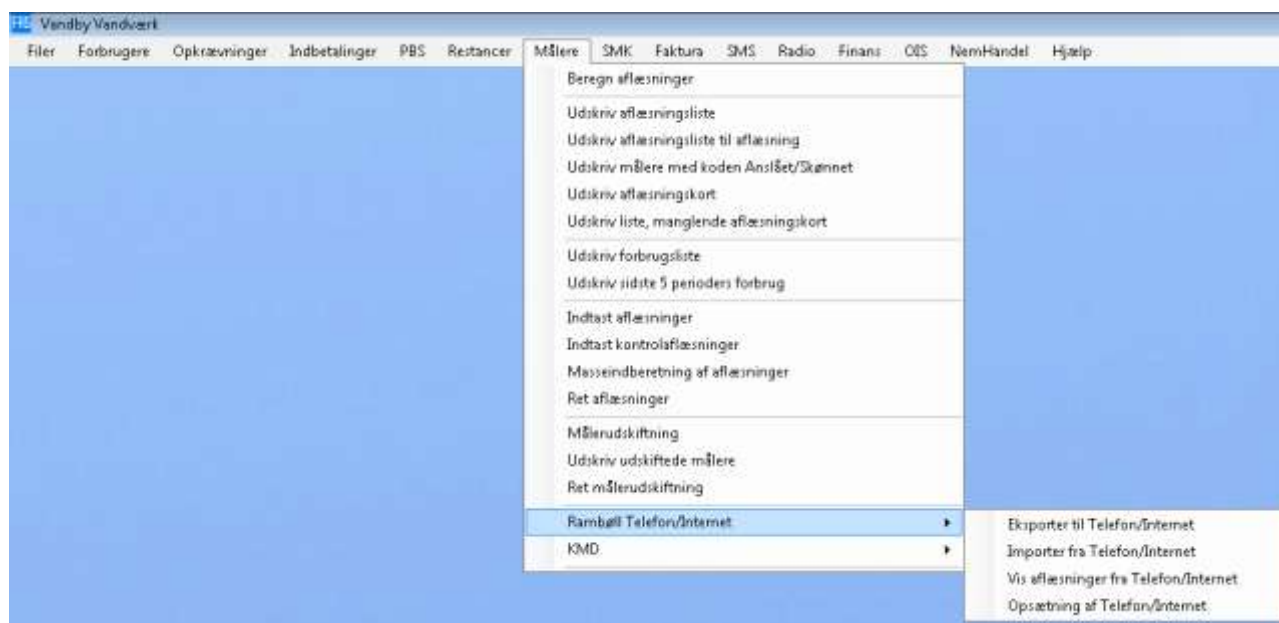 Vandby Vandværk
Filer Forbrugere Opkrævninger Indbetalinger PBS Restancer Målere SMK Faktura SMS Radio Finans OIS NemHandel Hjælp
Beregn aflæsninger
Udskriv aflæsningsliste
Udskriv aflæsningsliste til aflæsning
Udskriv målere med koden Anslået/Skønnet
Udskriv aflæsningskort
Udskriv liste, manglende aflæsningskort
Udskriv forbrugsliste
Udskriv sidste 5 perioders forbrug
Indtast aflæsninger
Indtast kontrolaflæsninger
Masseindberetning af aflæsninger
Ret aflæsninger
Målerudskiftning
Udskriv udskiftede målere
Ret målerudskiftning
Rambøll Telefon/Internet
KMD
Eksporter til Telefon/Internet
Importer fra Telefon/Internet
Vis aflæsninger fra Telefon/Internet
Opsætning af Telefon/Internet